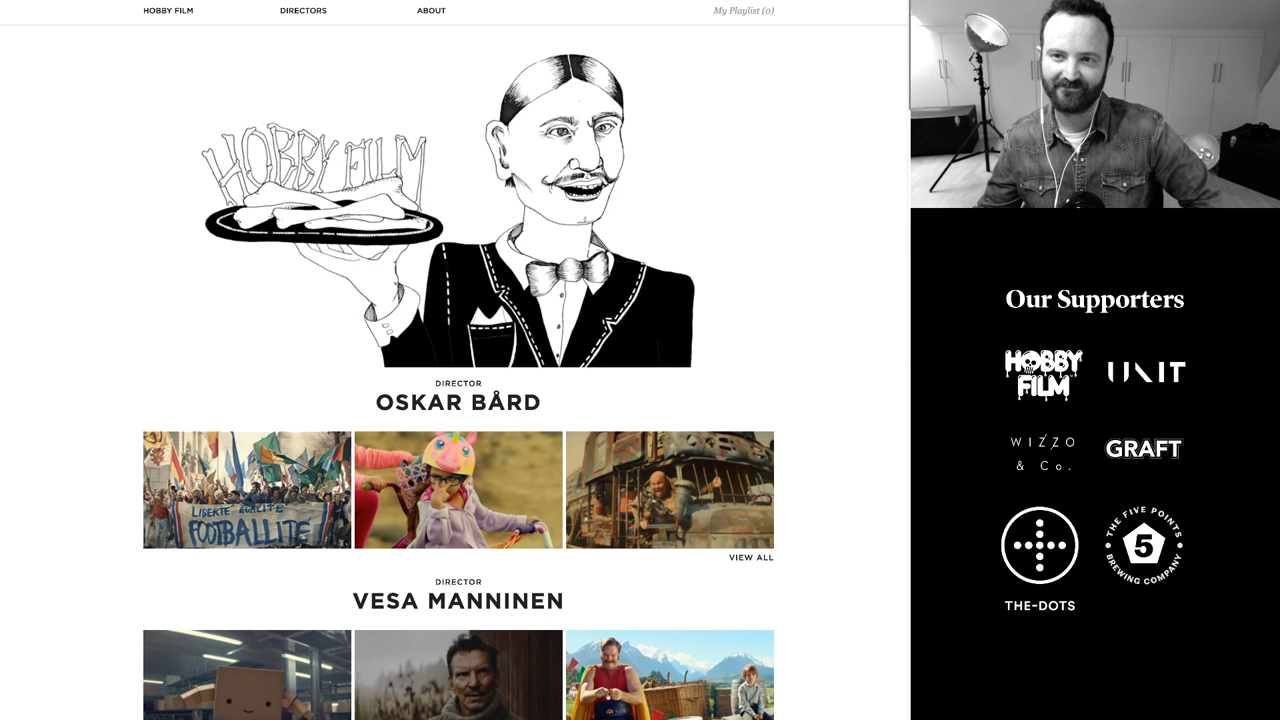 HOBBY FILM
DIRECTORS
ABOUT
My Playlist (0)
HOBBY FILM
DIRECTOR
OSKAR BÅRD
LIBERTE EGALITE
FOOTBALLITE
VIEW ALL
DIRECTOR
VESA MANNINEN
Our Supporters
HOBBY
FILM
UNIT
WIZZO
& Co.
GRAFT
THE-DOTS
THE FIVE POINTS
5
BREWING COMPANY